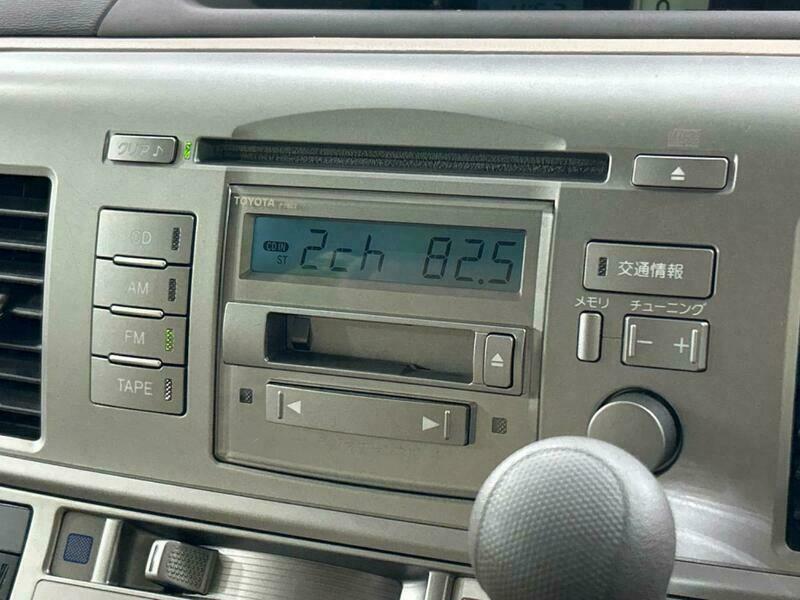 クリア♪
TOYOTA
CD IN
ST
2ch 82.5
CD
AM
FM
TAPE
交通情報
メモリ
チューニング
− +